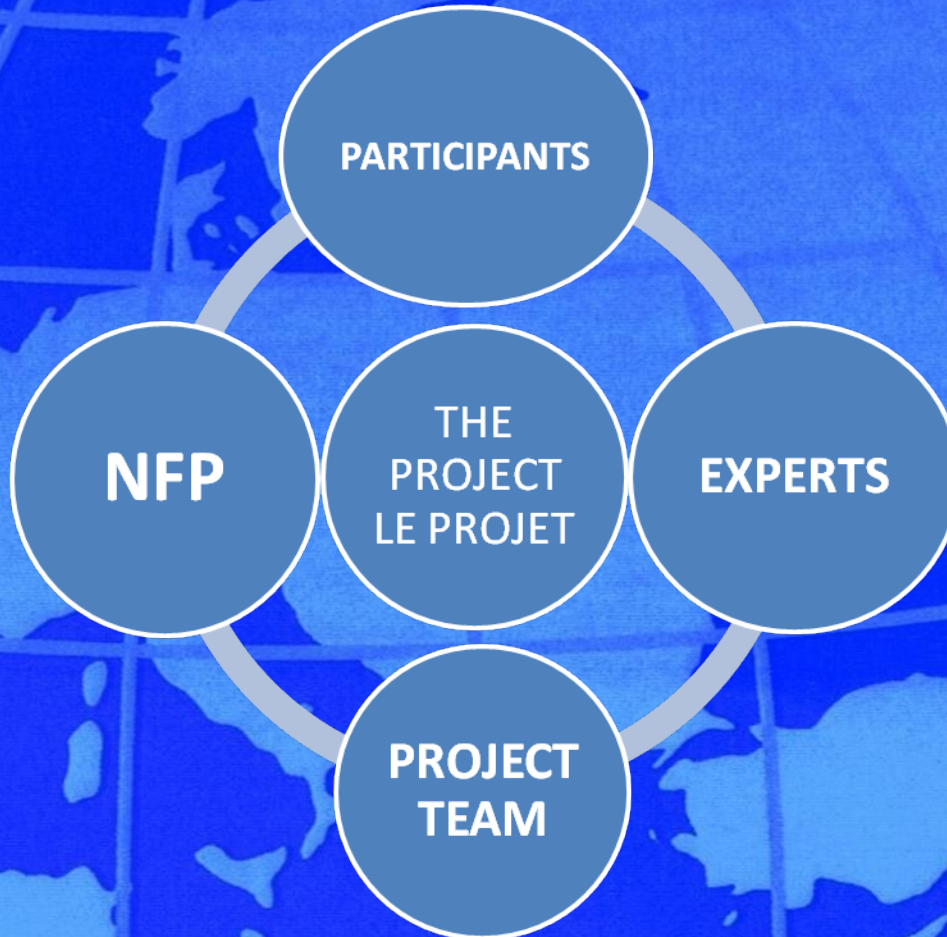 PARTICIPANTS
NFP
THE
PROJECT
LE PROJET
EXPERTS
PROJECT
TEAM